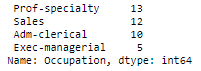 Prof-specialty 13
Sales 12
Adm-clerical 10
Exec-managerial 5
Name: Occupation, dtype: int64